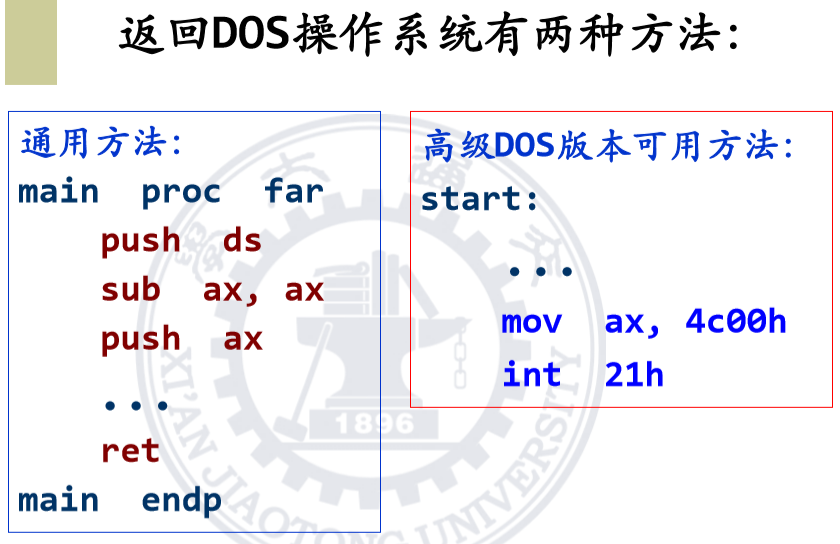 返回DOS操作系统有两种方法:
通用方法:
main proc far
push ds
sub ax, ax
push ax
...
ret
main endp
高级DOS版本可用方法:
start:
...
mov ax, 4c00h
int 21h
1896
XI'AN JIAOTONG UNIVERSITY